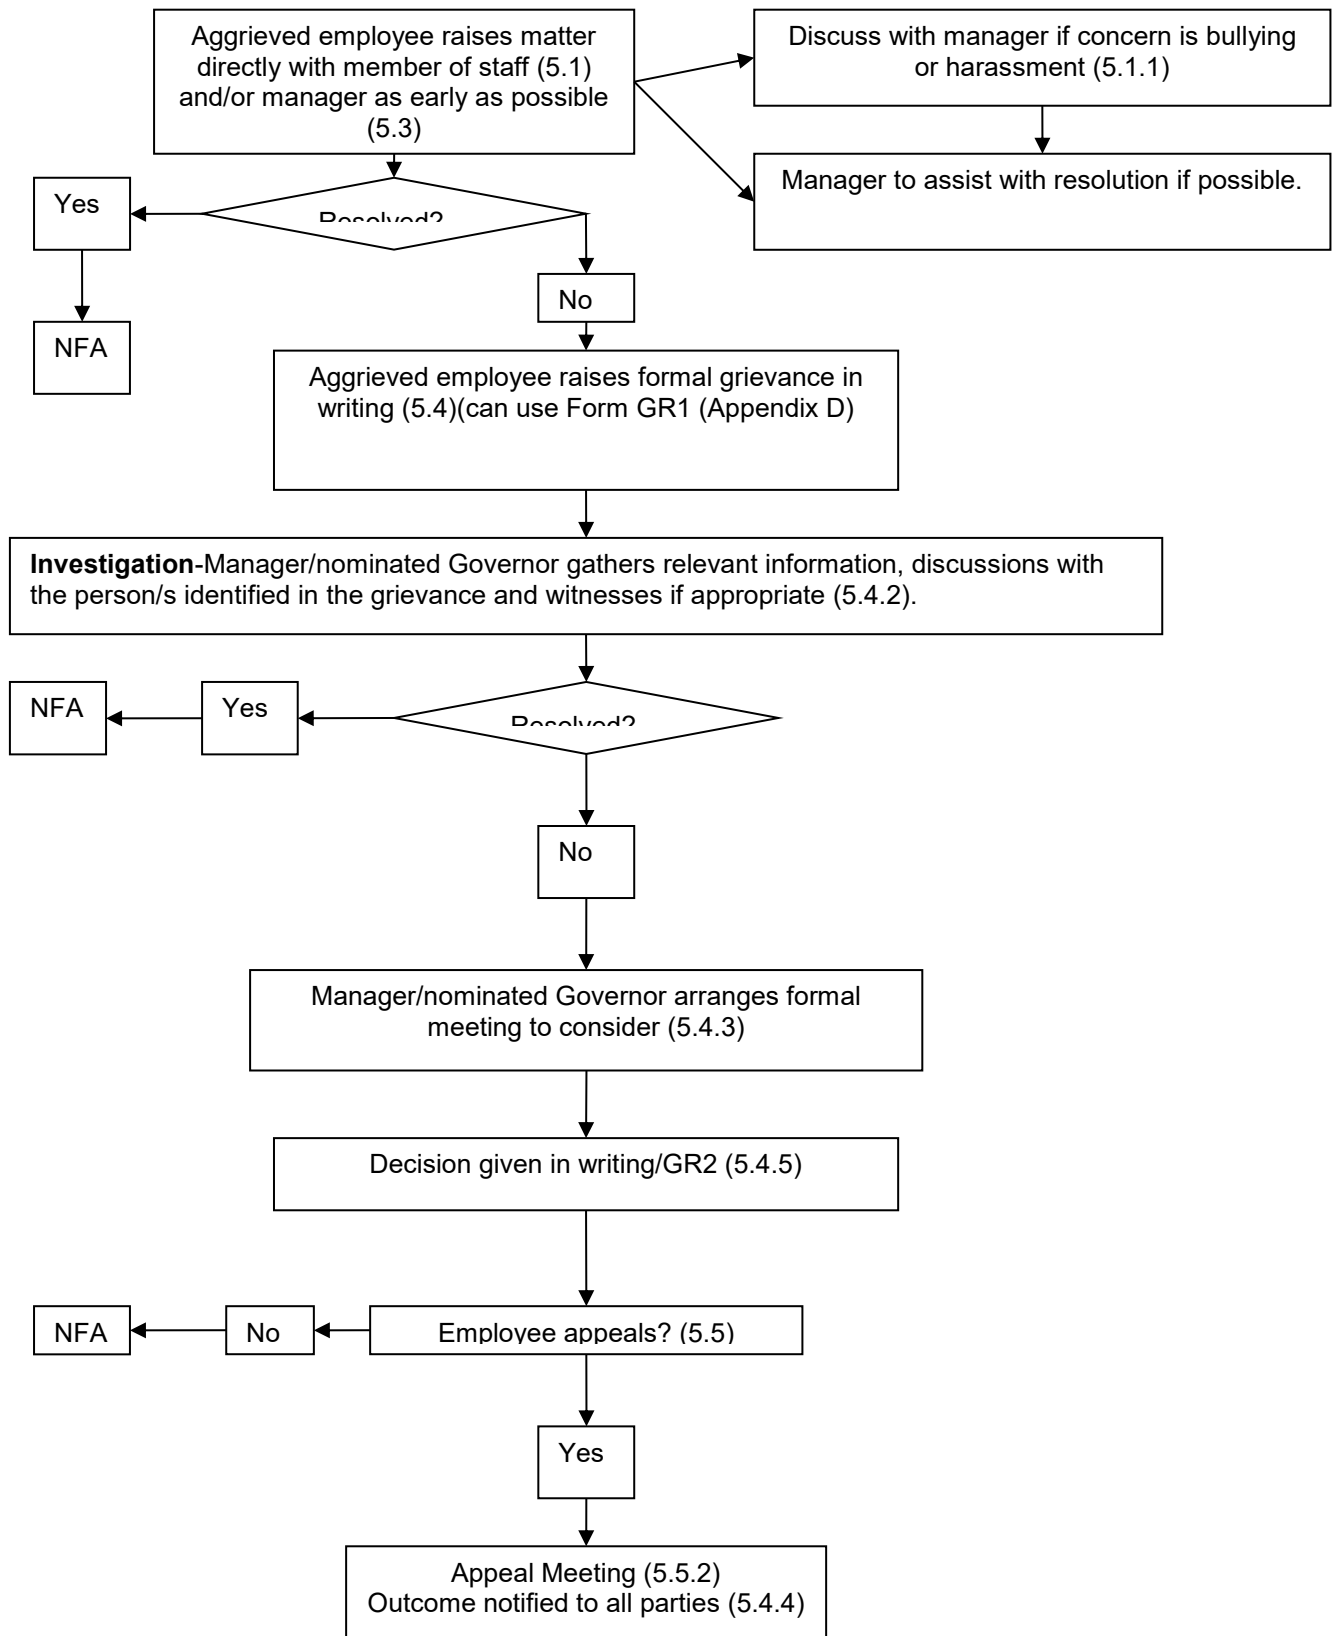 Aggrieved employee raises matter
directly with member of staff (5.1)
and/or manager as early as possible
(5.3)
Discuss with manager if concern is bullying
or harassment (5.1.1)
Manager to assist with resolution if possible.
Yes
Resolved?
No
NFA
Aggrieved employee raises formal grievance in
writing (5.4)(can use Form GR1 (Appendix D)
Investigation-Manager/nominated Governor gathers relevant information, discussions with
the person/s identified in the grievance and witnesses if appropriate (5.4.2).
NFA
Yes
Resolved?
No
Manager/nominated Governor arranges formal
meeting to consider (5.4.3)
Decision given in writing/GR2 (5.4.5)
NFA
No
Employee appeals? (5.5)
Yes
Appeal Meeting (5.5.2)
Outcome notified to all parties (5.4.4)